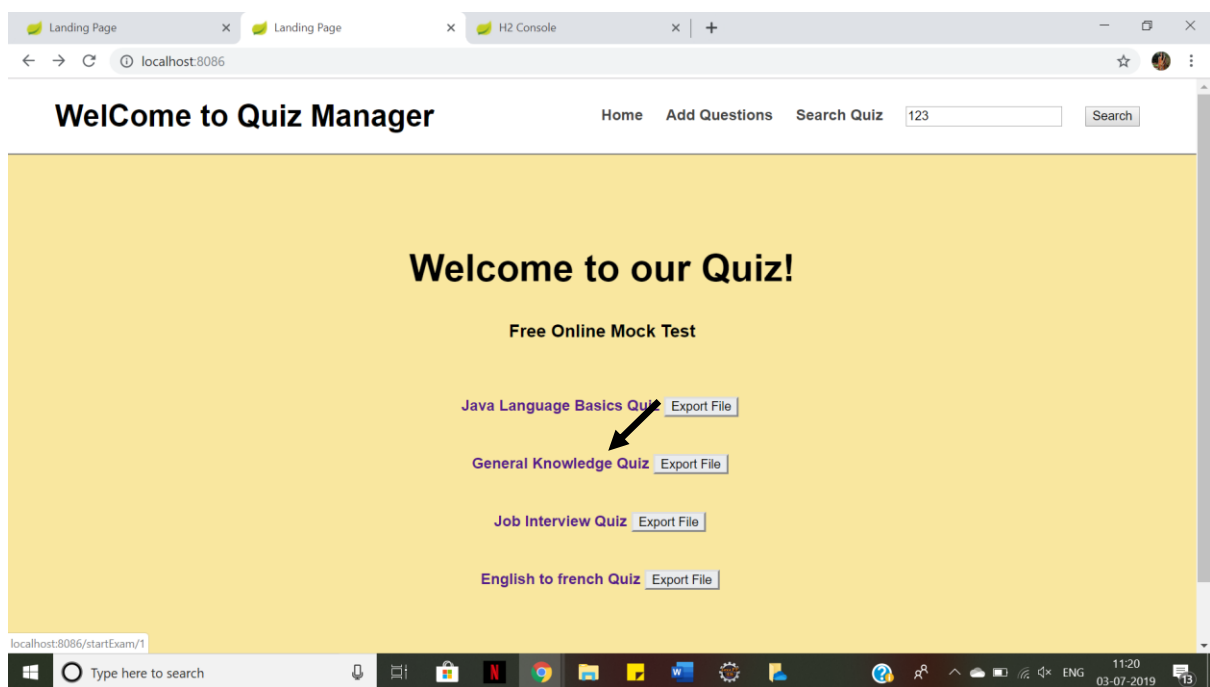 Landing Page
Landing Page
H2 Console
localhost:8086
WelCome to Quiz Manager
Home Add Questions Search Quiz 123 Search
Welcome to our Quiz!
Free Online Mock Test
Java Language Basics Quiz Export File
General Knowledge Quiz Export File
Job Interview Quiz Export File
English to french Quiz Export File
localhost:8086/startExam/1
Type here to search
N
W
ENG
11:20
03-07-2019
13